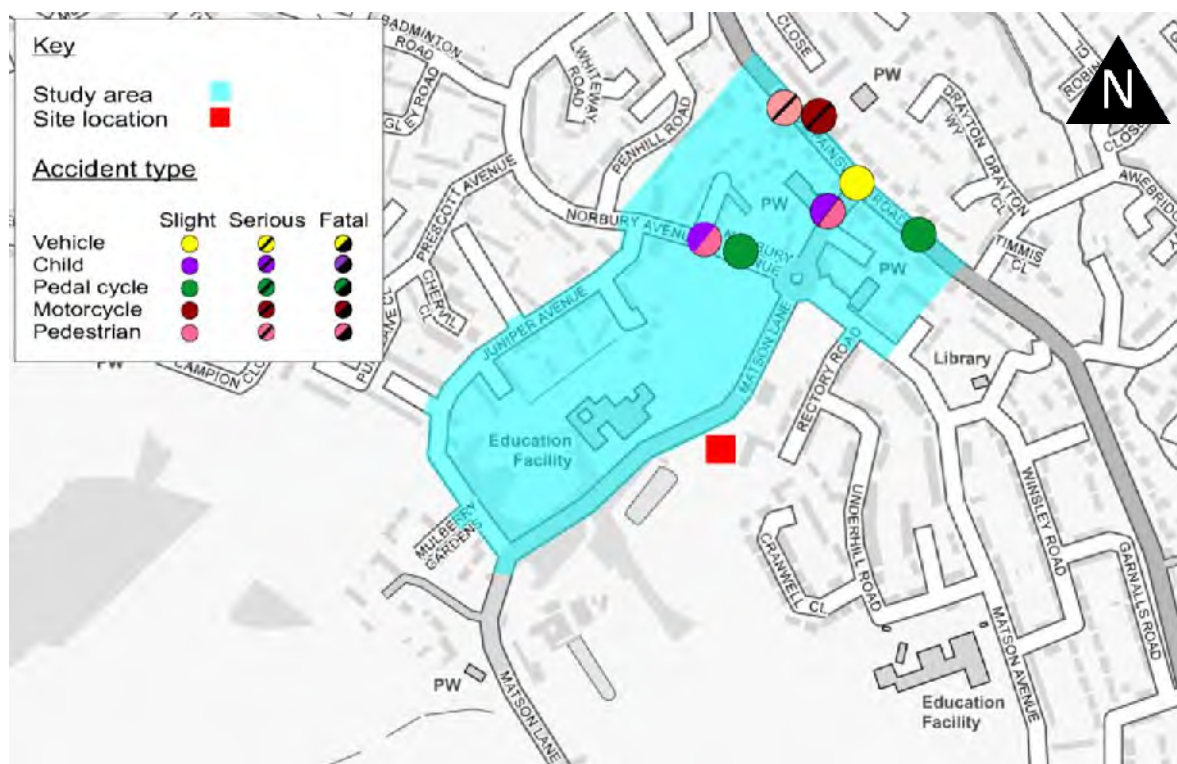 Key
Study area
Site location
Accident type
Slight Serious Fatal
Vehicle
Child
Pedal cycle
Motorcycle
Pedestrian
BADMINTON
ROAD
WHITEWAY
ROAD
CLOSE
PW
N
PENHILL ROAD
PRESCOTT AVENUE
DRAYTON
WY
DRAYTON
CL
CLOSE
NORBURY AVENUE
PW
ROAD
TIMMIS
CL
CHERVIL
CL
AVENUE
PW
JUNIPER AVENUE
MATSON LANE
RECTORY ROAD
Library
PW
CAMPION
Education
Facility
MULBERRY
GARDENS
UNDERHILL ROAD
CRANWELL CL
WINSLEY ROAD
GARNALLS ROAD
MATSON AVENUE
PW
MATSON LANE
Education
Facility